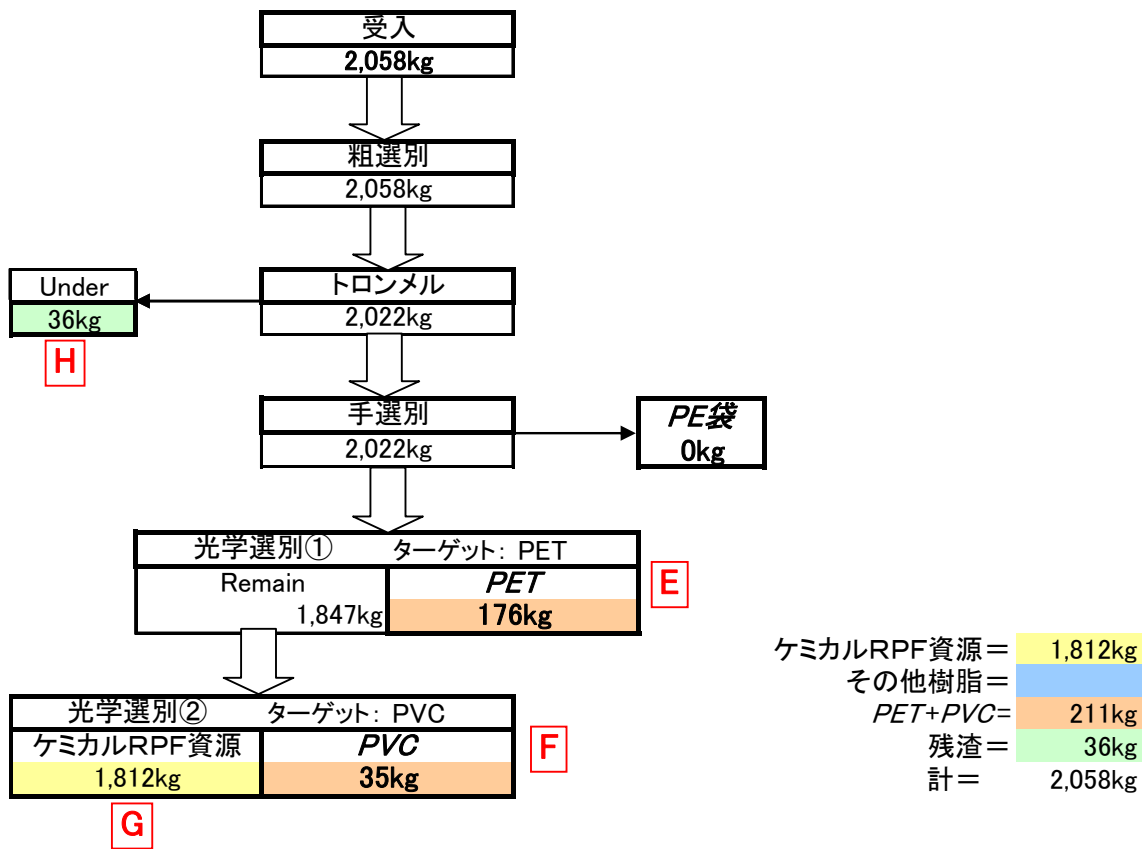 受入
2,058kg
粗選別
2,058kg
Under
36kg
H
トロンメル
2,022kg
手選別
2,022kg
PE袋
0kg
光学選別① ターゲット: PET
Remain PET
1,847kg 176kg
E
光学選別② ターゲット: PVC
ケミカルRPF資源 PVC
1,812kg 35kg
F
G
ケミカルRPF資源＝ 1,812kg
その他樹脂＝
PET+PVC= 211kg
残渣＝ 36kg
計＝ 2,058kg